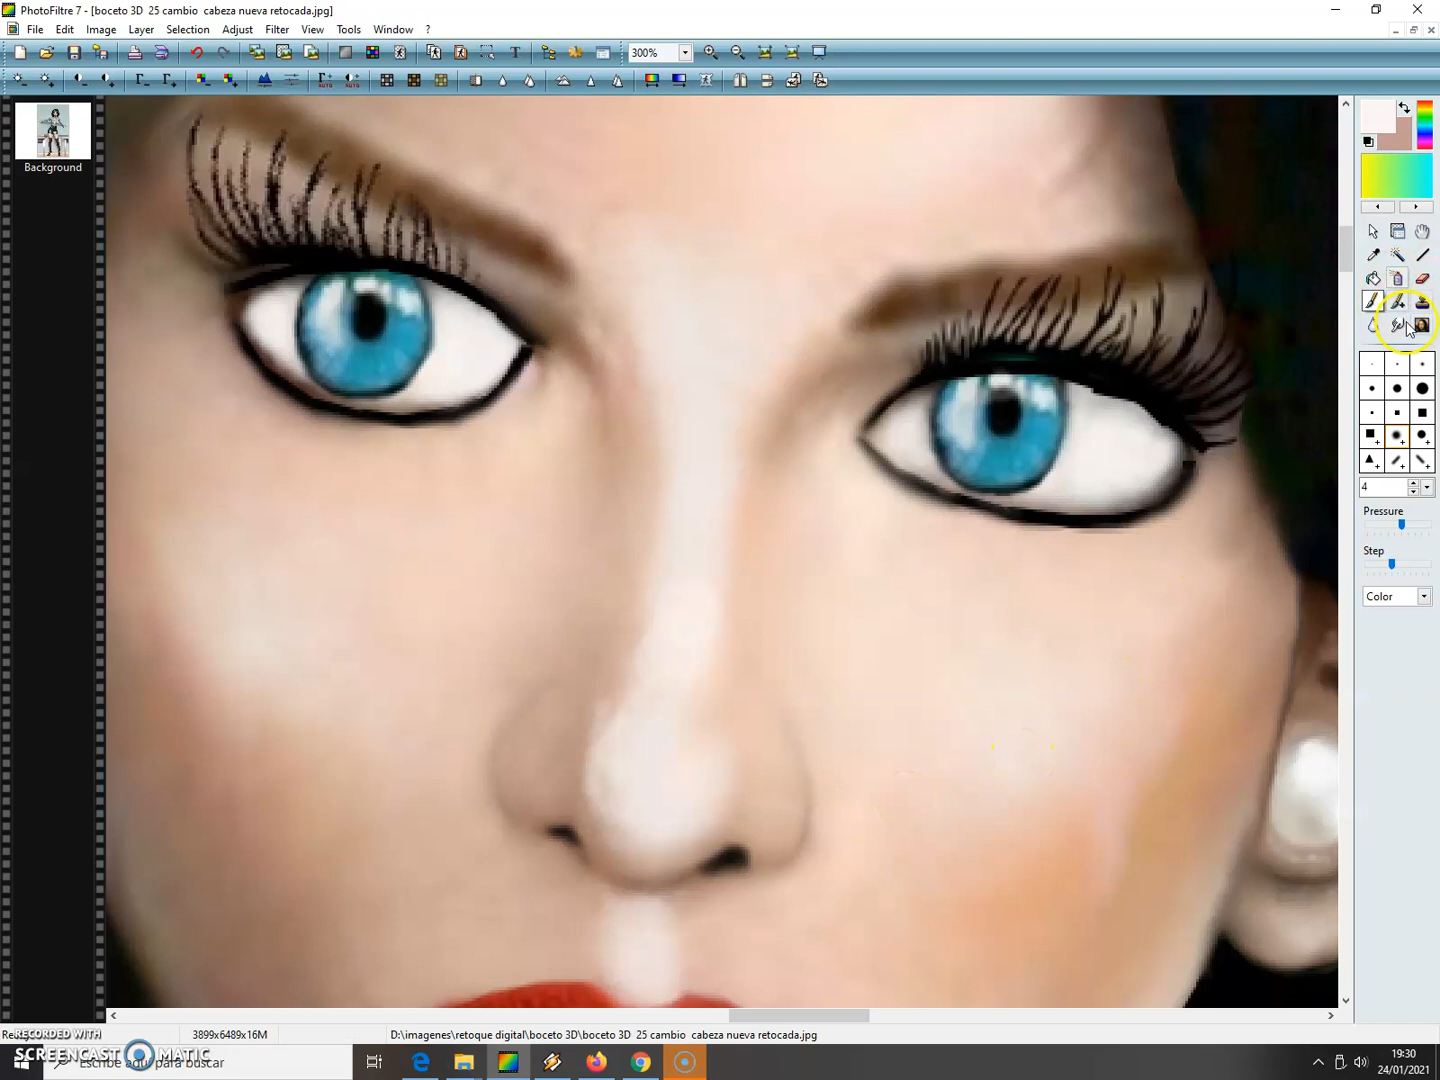 PhotoFiltre 7 - [boceto 3D  25 cambio  cabeza nueva retocada.jpg]
File Edit Image Layer Selection Filter Adjust View Tools Window ?
300%
Background
4
Pressure
Step
Color
3899x6489x16M
D:\imagenes\retoque digital\boceto 3D\boceto 3D  25 cambio  cabeza nueva retocada.jpg
RECORDED WITH
SCREENCAST MATIC
Escribe aquí para buscar
19:30
24/01/2021